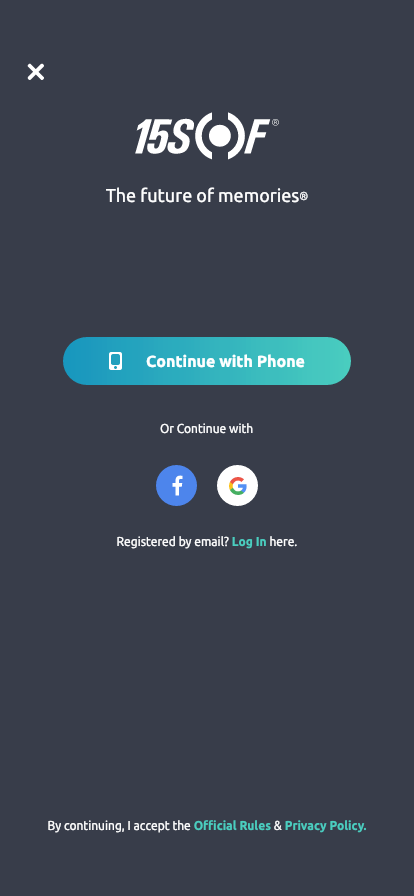 15SOF®
The future of memories®
Continue with Phone
Or Continue with
Registered by email? Log In here.
By continuing, I accept the Official Rules & Privacy Policy.